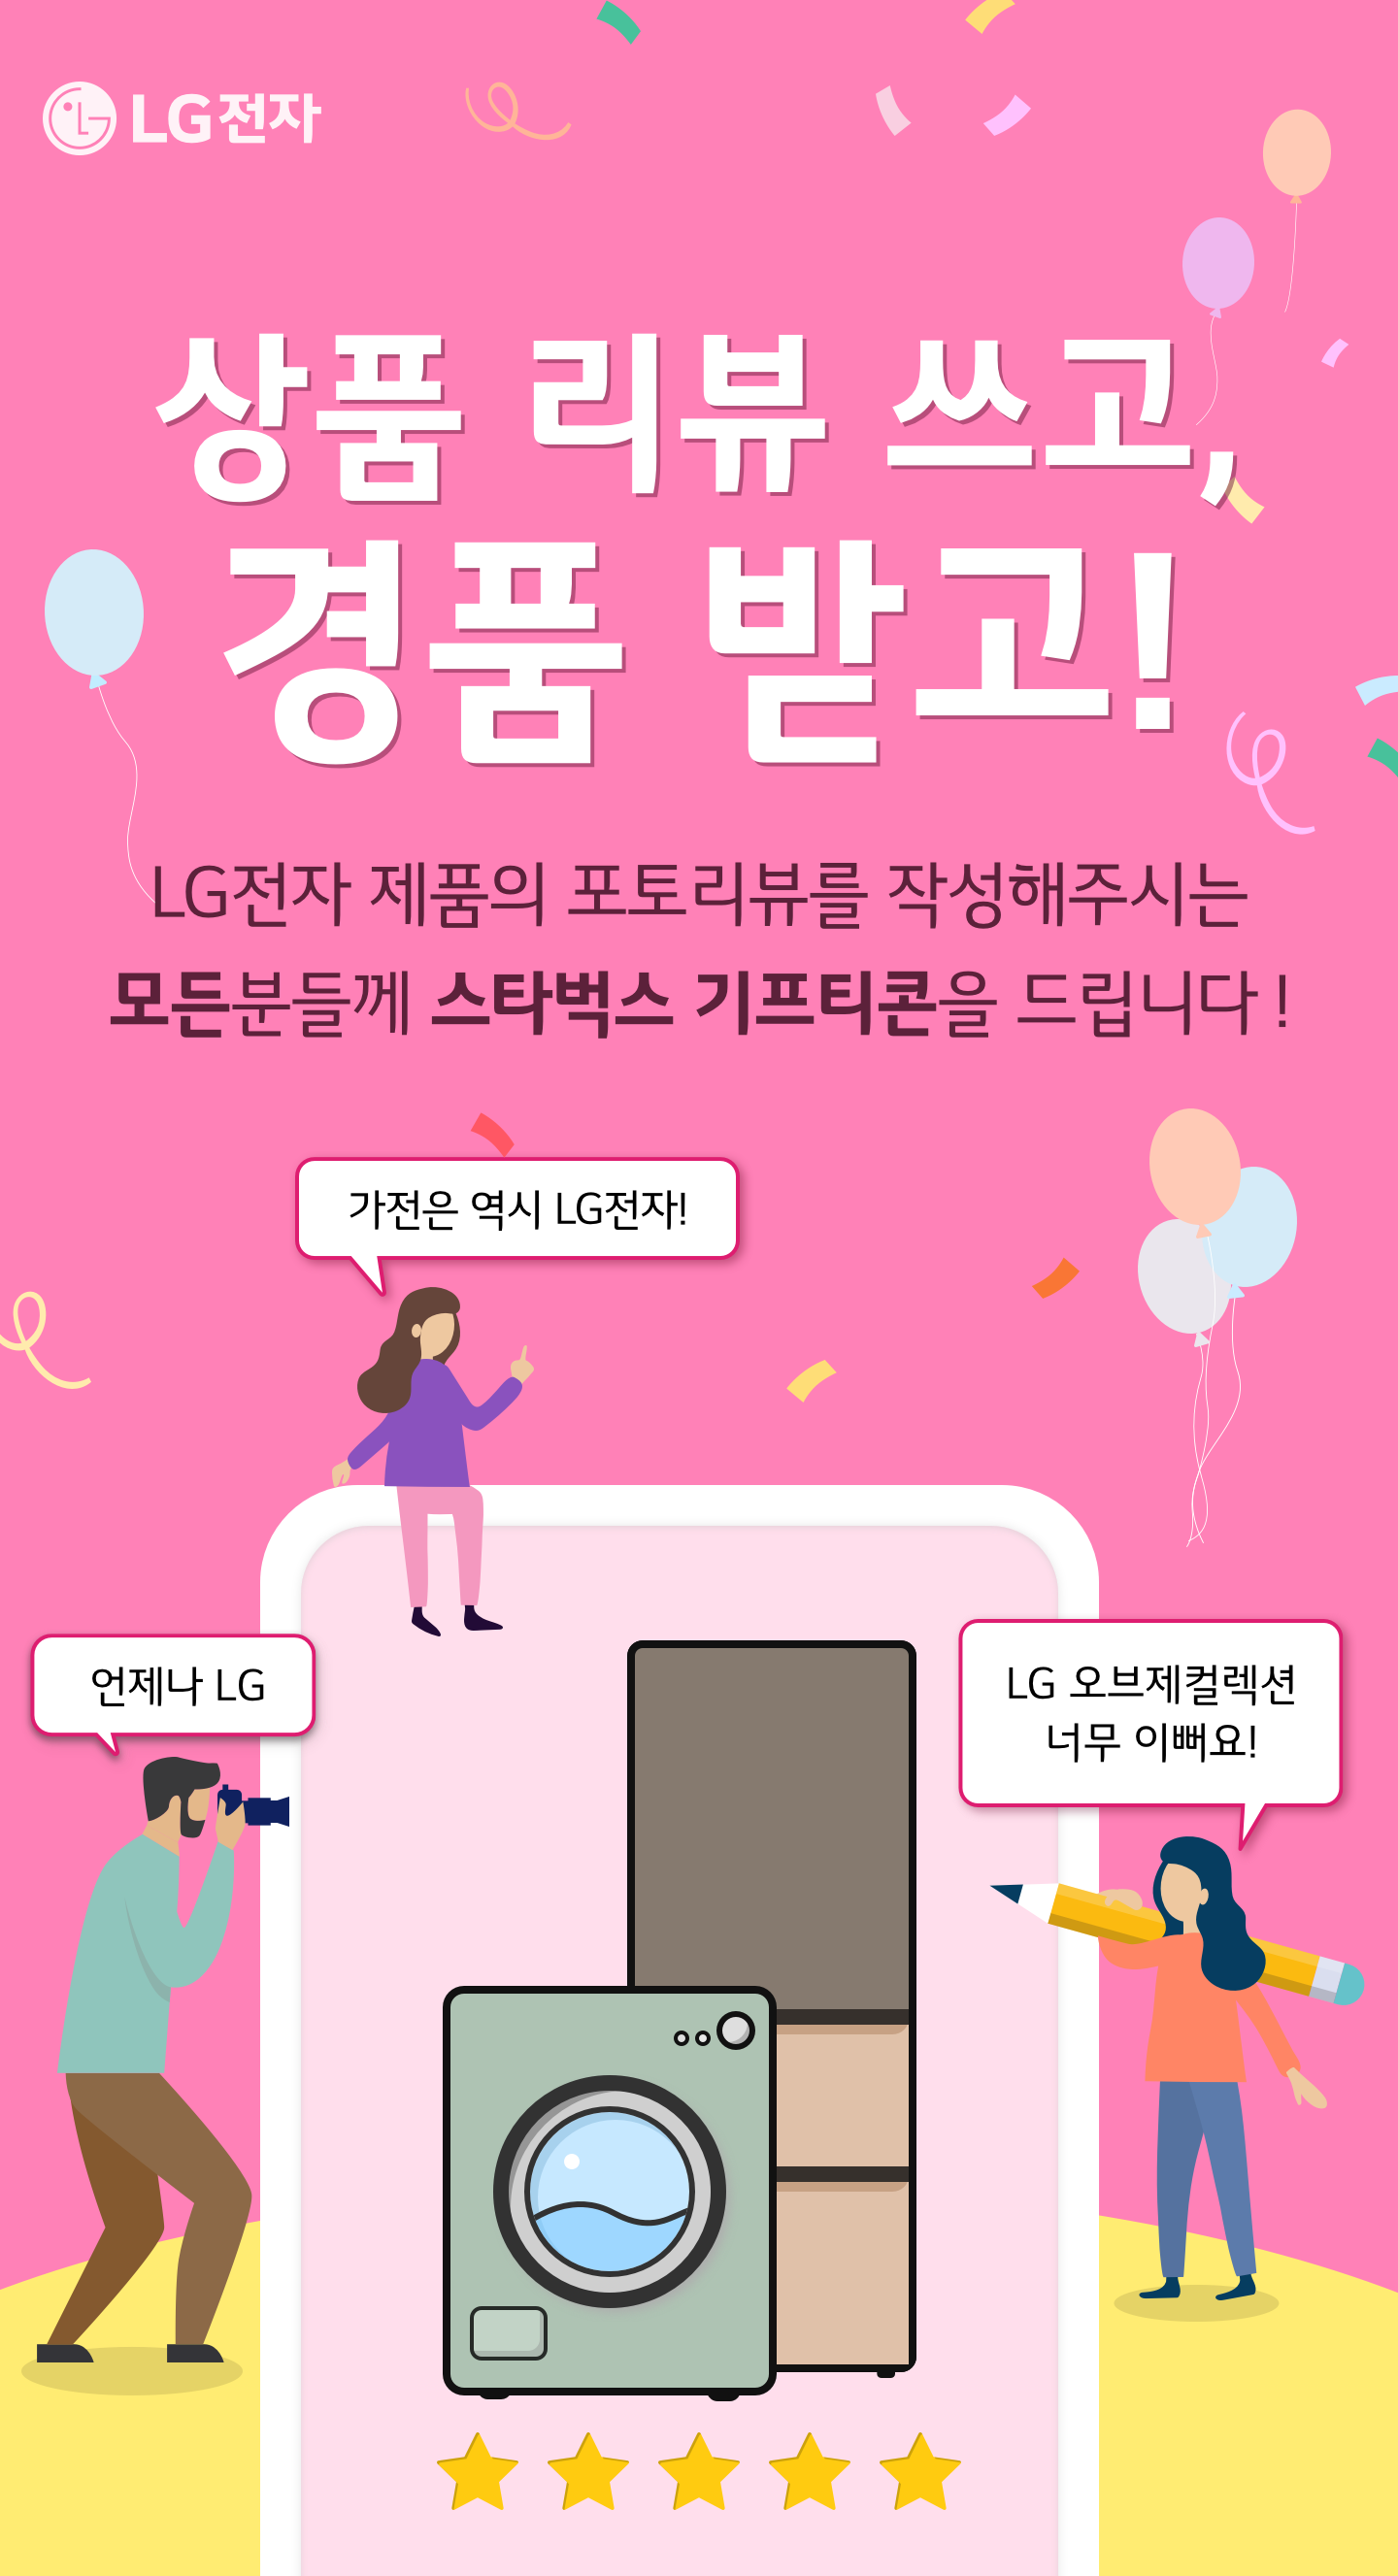 LG전자
상품 리뷰 쓰고,
경품 받고!
LG전자 제품의 포토리뷰를 작성해주시는
모든분들께 스타벅스 기프티콘을 드립니다 !
가전은 역시 LG전자!
언제나 LG
LG 오브제컬렉션
너무 이뻐요!